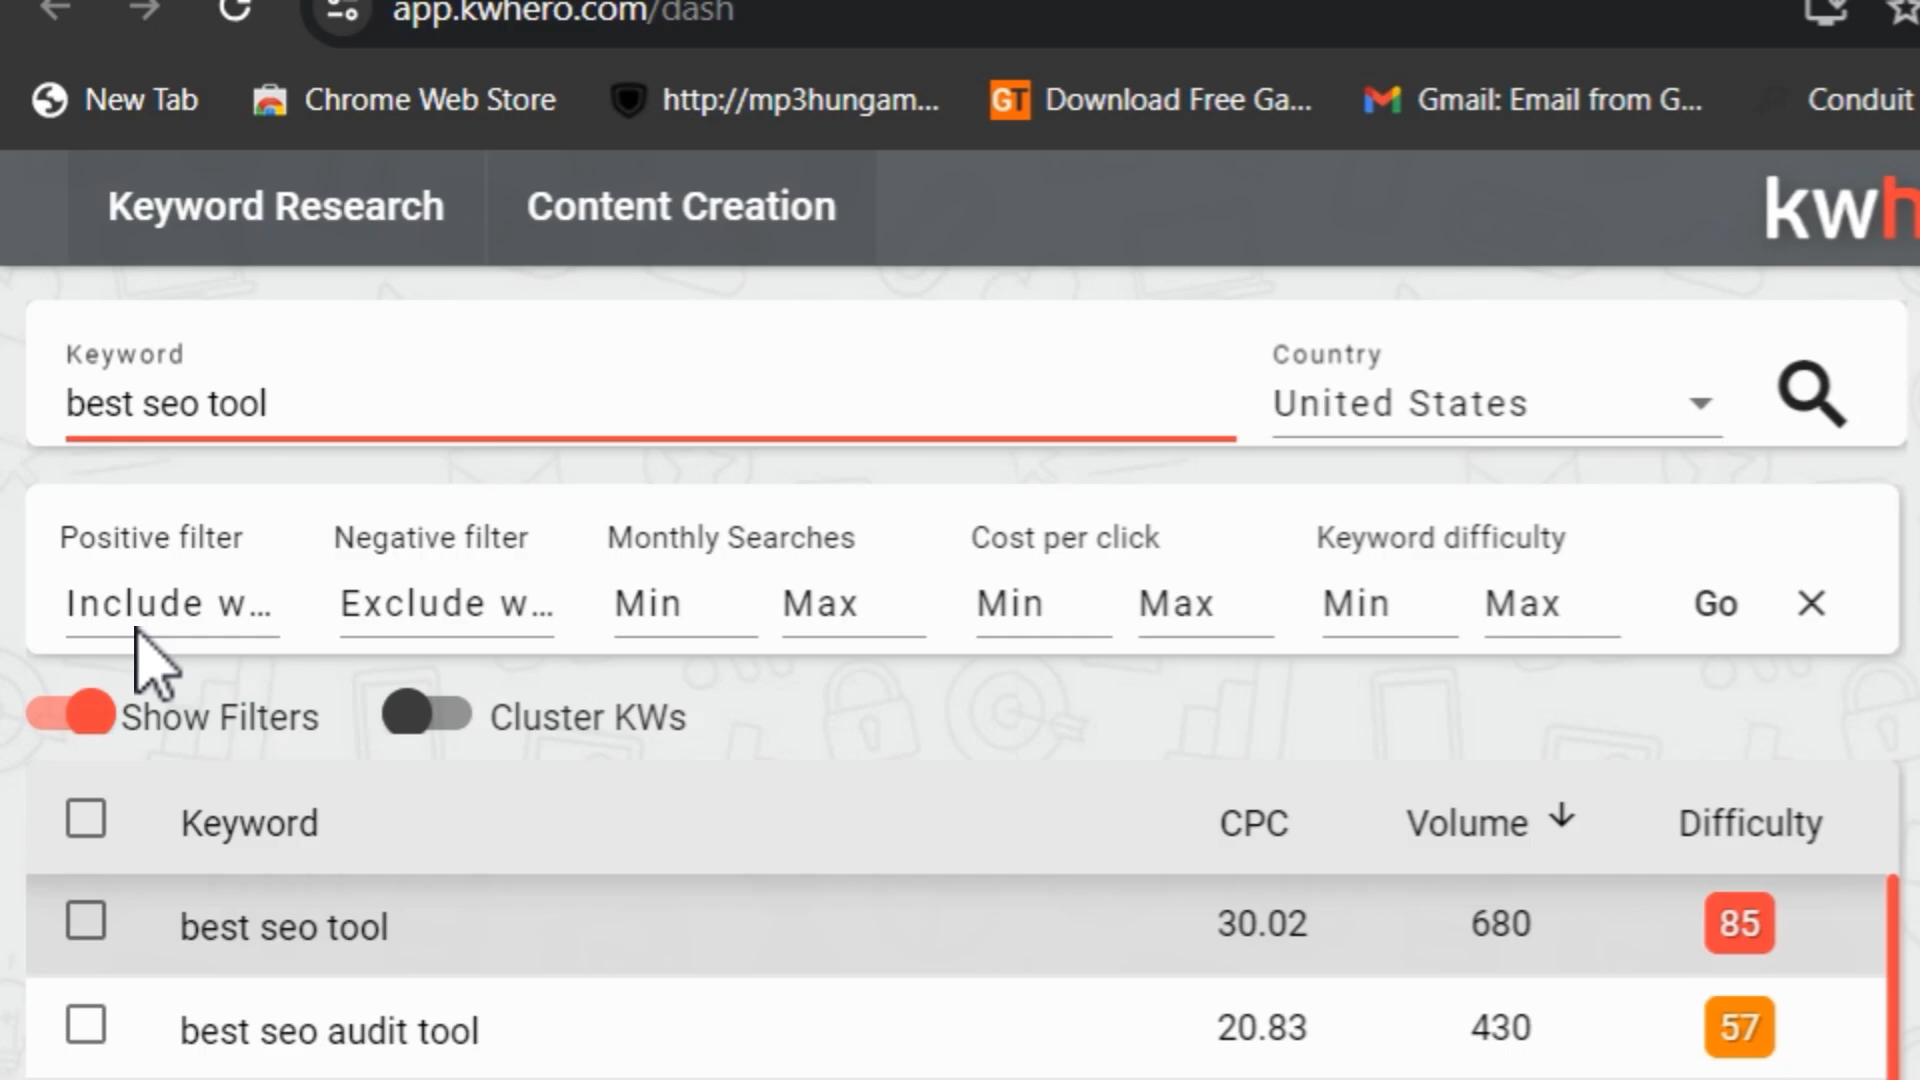 app.kwhero.com/dash
New Tab Chrome Web Store http://mp3hungam... GT Download Free Ga... Gmail: Email from G... Conduit
Keyword Research Content Creation kwh
Keyword Country
best seo tool United States
Positive filter Negative filter Monthly Searches Cost per click Keyword difficulty
Include w... Exclude w... Min Max Min Max Min Max Go
Show Filters Cluster KWs
Keyword CPC Volume Difficulty
best seo tool 30.02 680 85
best seo audit tool 20.83 430 57